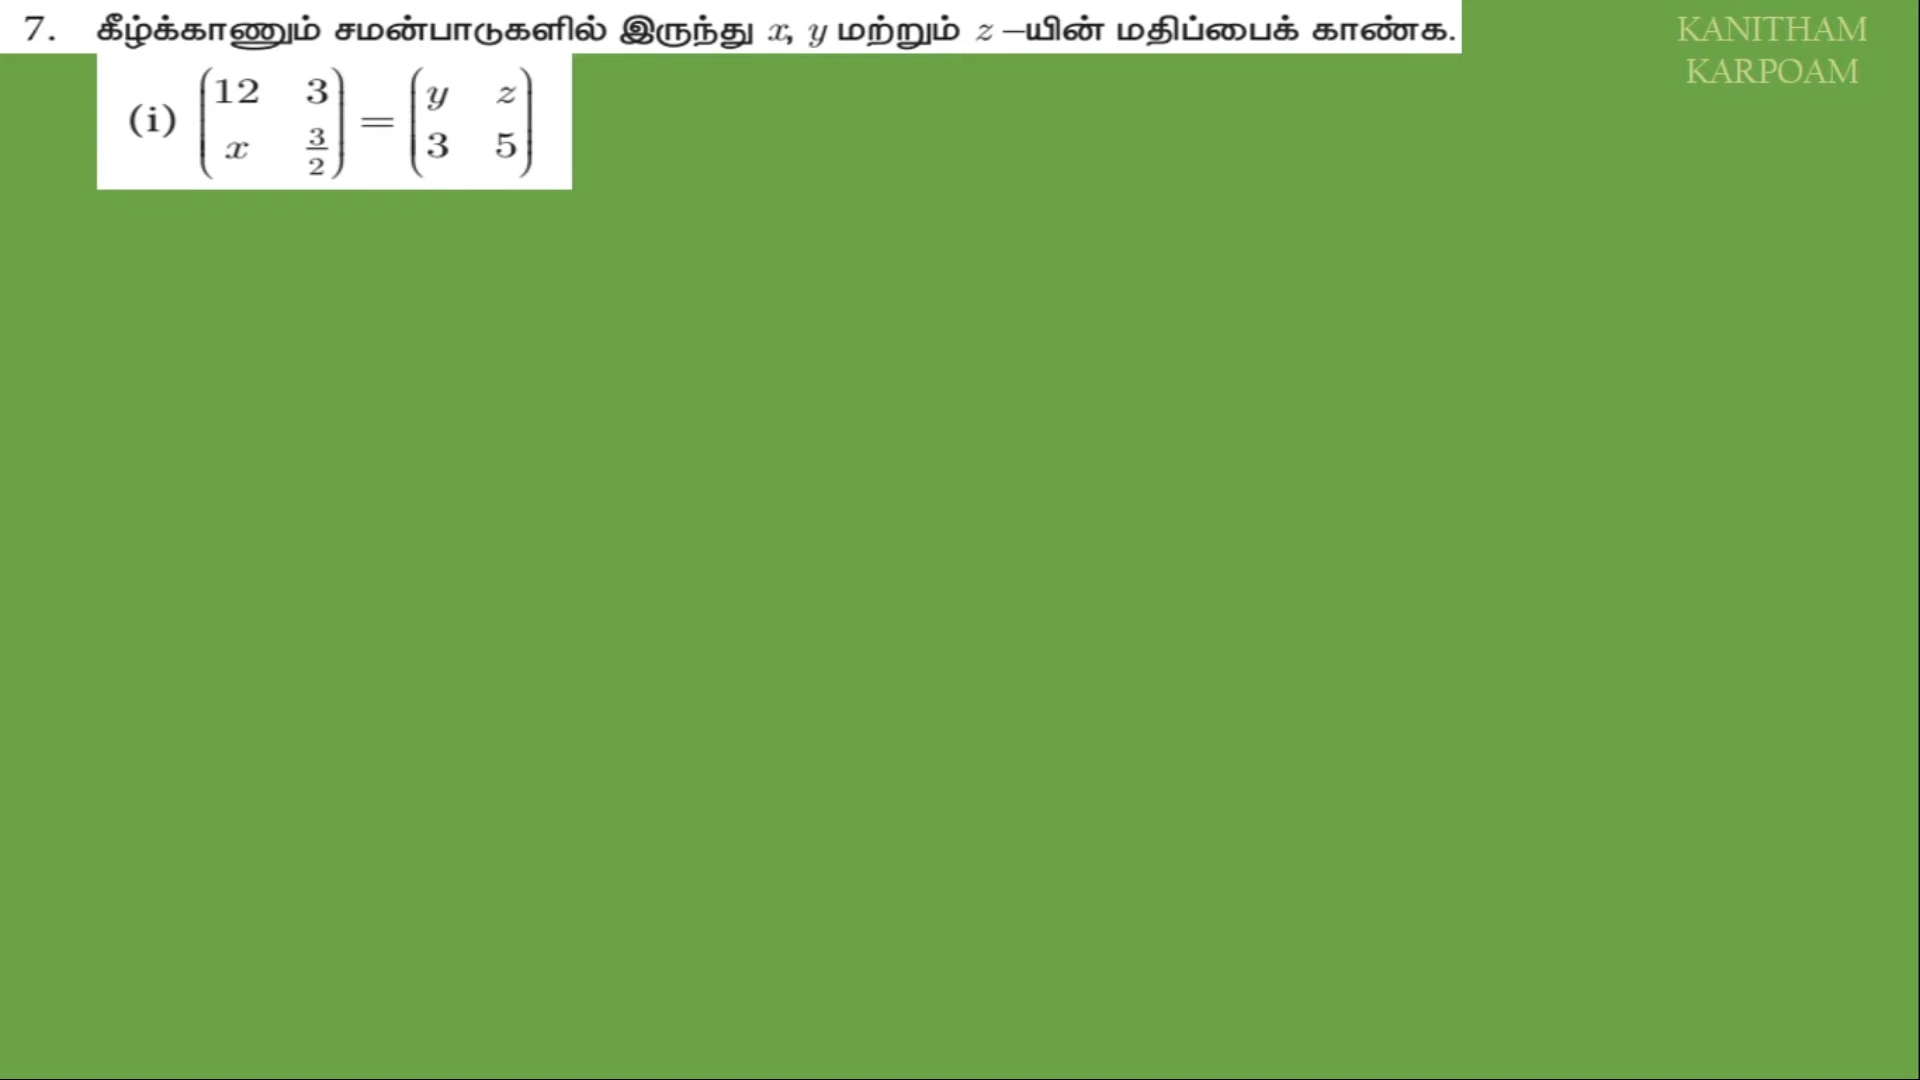 7. கீழ்க்காணும் சமன்பாடுகளில் இருந்து x, y மற்றும் z –யின் மதிப்பைக் காண்க.
KANITHAM
KARPOAM
(i) (12 3) = (y z)
(x 3/2) (3 5)